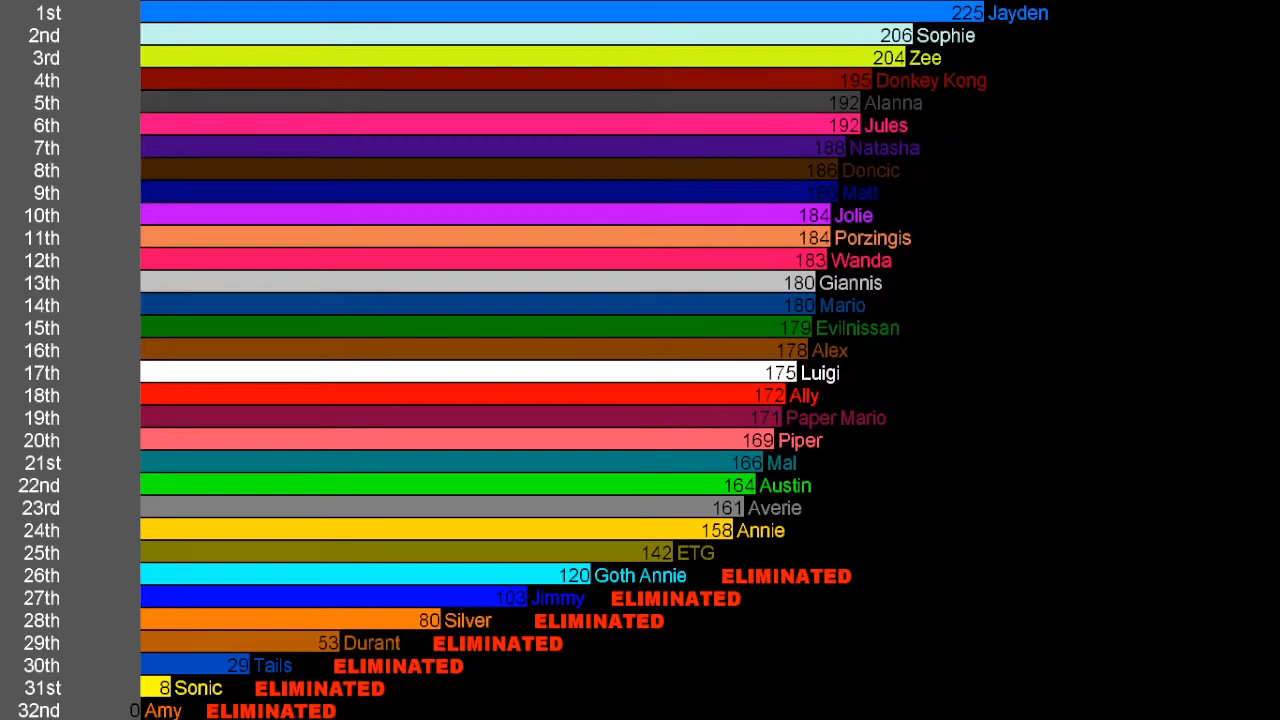 1st 225 Jayden
2nd 206 Sophie
3rd 204 Zee
4th 195 Donkey Kong
5th 192 Alanna
6th 192 Jules
7th 188 Natasha
8th 186 Doncic
9th Matt
10th 184 Jolie
11th 184 Porzingis
12th 183 Wanda
13th 180 Giannis
14th 180 Mario
15th 179 Evilnissan
16th 178 Alex
17th 175 Luigi
18th 172 Ally
19th 171 Paper Mario
20th 169 Piper
21st 166 Mal
22nd 164 Austin
23rd 161 Averie
24th 158 Annie
25th 142 ETG
26th 120 Goth Annie ELIMINATED
27th 103 Jimmy ELIMINATED
28th 80 Silver ELIMINATED
29th 53 Durant ELIMINATED
30th 29 Tails ELIMINATED
31st 8 Sonic ELIMINATED
32nd 0 Amy ELIMINATED